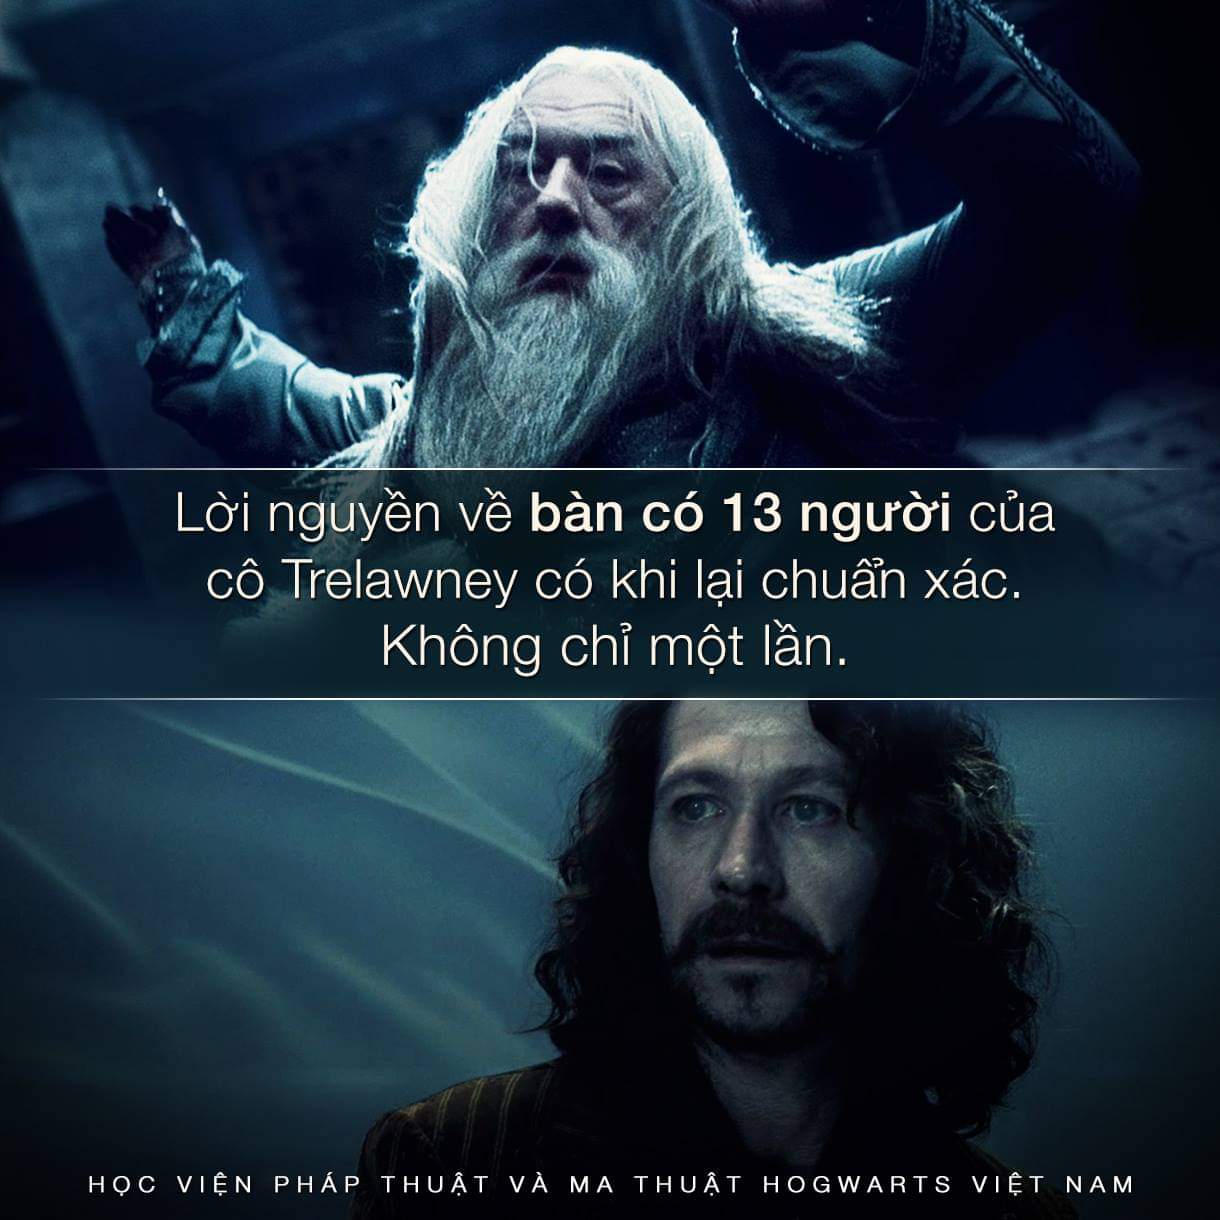 Lời nguyền về bàn có 13 người của
cô Trelawney có khi lại chuẩn xác.
Không chỉ một lần.
HỌC VIỆN PHÁP THUẬT VÀ MA THUẬT HOGWARTS VIỆT NAM